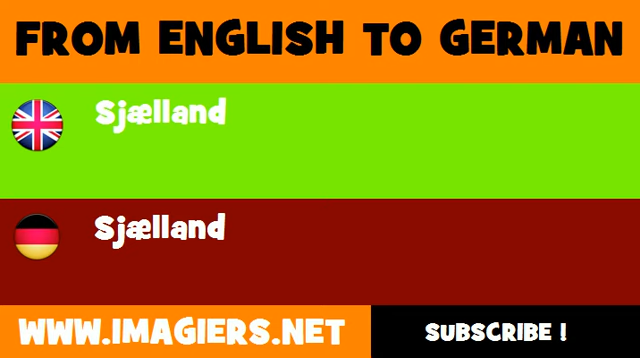 FROM ENGLISH TO GERMAN
Sjælland
Sjælland
WWW.IMAGIERS.NET
SUBSCRIBE !